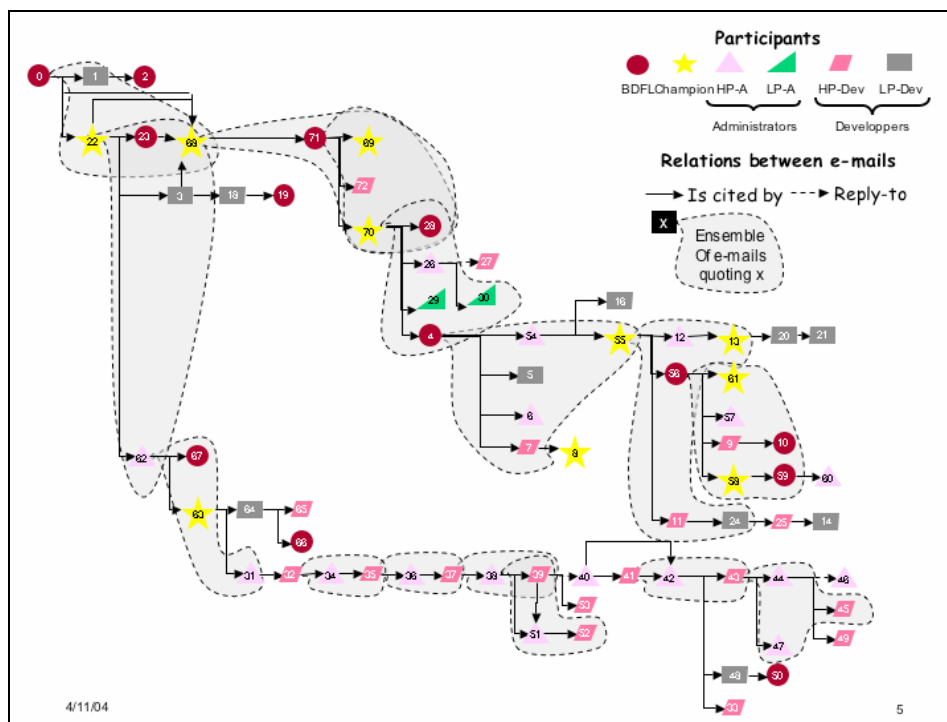 Participants
BDFL Champion HP-A LP-A HP-Dev LP-Dev
Administrators Developpers
Relations between e-mails
Is cited by Reply-to
x
Ensemble
Of e-mails
quoting x
0 1 2
22 23 68 71 69
72
3 18 19
70 28
26 27
29 30
16
4 54 55 12 13 20 21
5 56 61
6 57
7 8 9 10
58 59 60
62 67
63 64 65
66
11 24 25 14
31 32 34 35 36 37 38 39 40 41 42 43 44 46
53 45
51 52 49
47
48 50
33
4/11/04 5